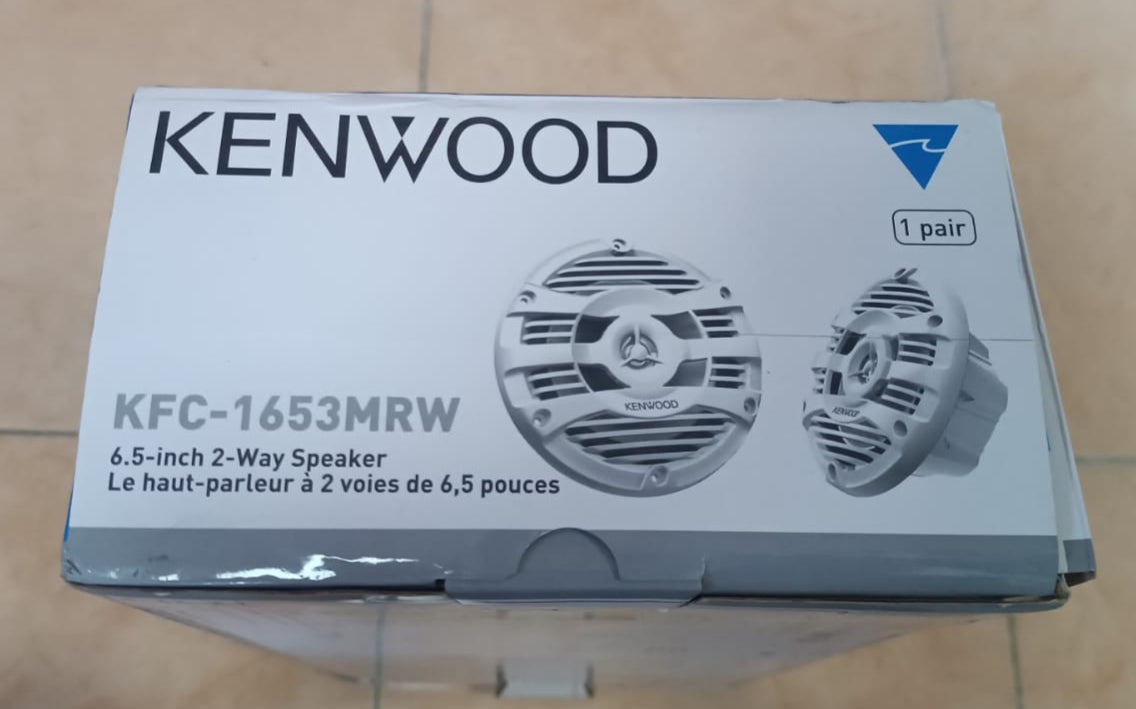 KENWOOD
1 pair
KENWOOD
KENWOOD
KFC-1653MRW
6.5-inch 2-Way Speaker
Le haut-parleur à 2 voies de 6,5 pouces